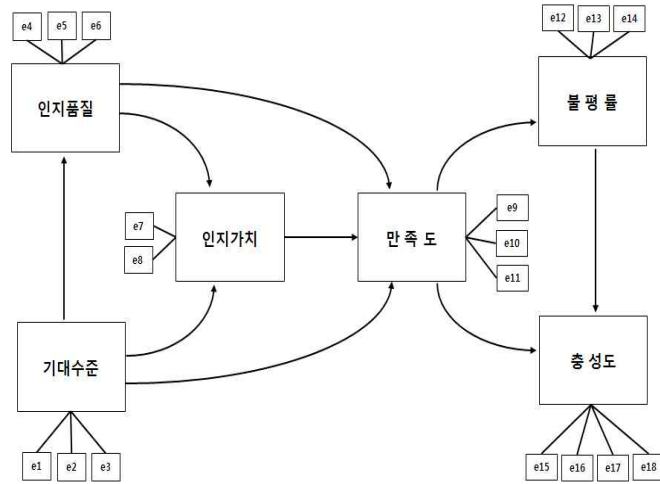 e4 e5 e6
e12 e13 e14
인지품질
불 평 률
e7
e8
인지가치
만 족 도
e9
e10
e11
기대수준
충 성도
e1 e2 e3
e15 e16 e17 e18